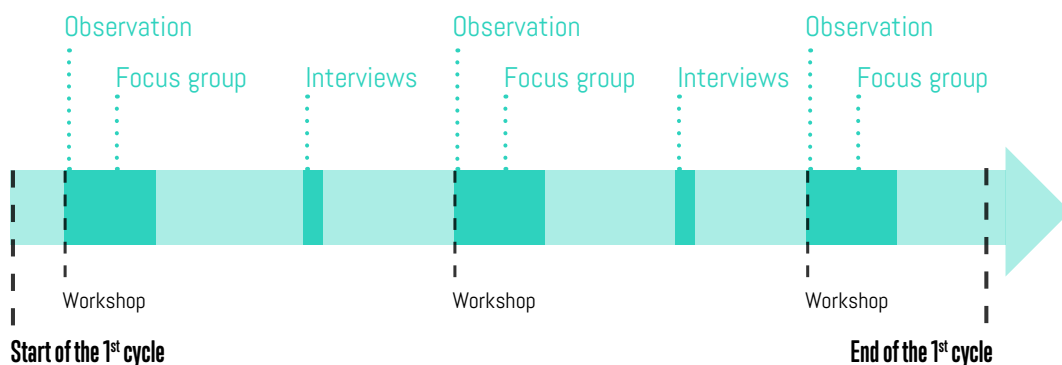 Observation
Observation
Observation
Focus group
Interviews
Focus group
Interviews
Focus group
Workshop
Workshop
Workshop
Start of the 1st cycle
End of the 1st cycle